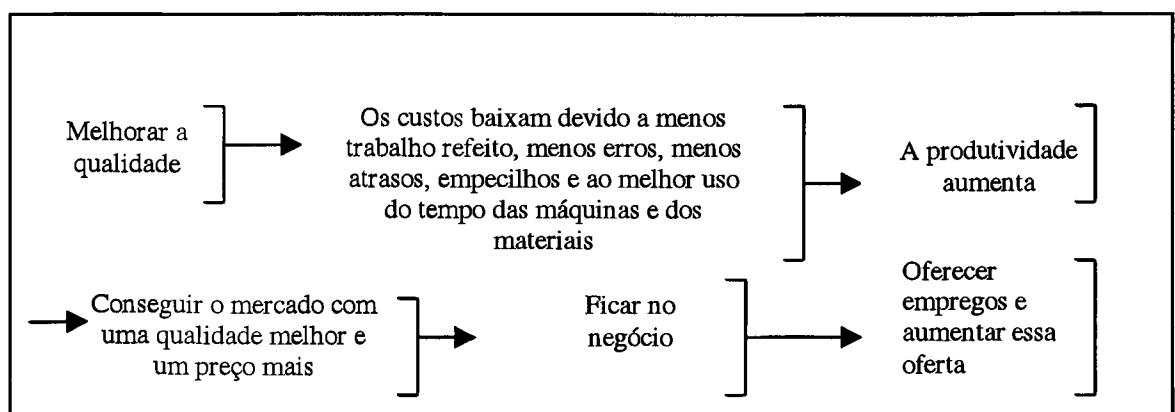 Melhorar a
qualidade
Os custos baixam devido a menos
trabalho refeito, menos erros, menos
atrasos, empecilhos e ao melhor uso
do tempo das máquinas e dos
materiais
A produtividade
aumenta
Conseguir o mercado com
uma qualidade melhor e
um preço mais
Ficar no
negócio
Oferecer
empregos e
aumentar essa
oferta